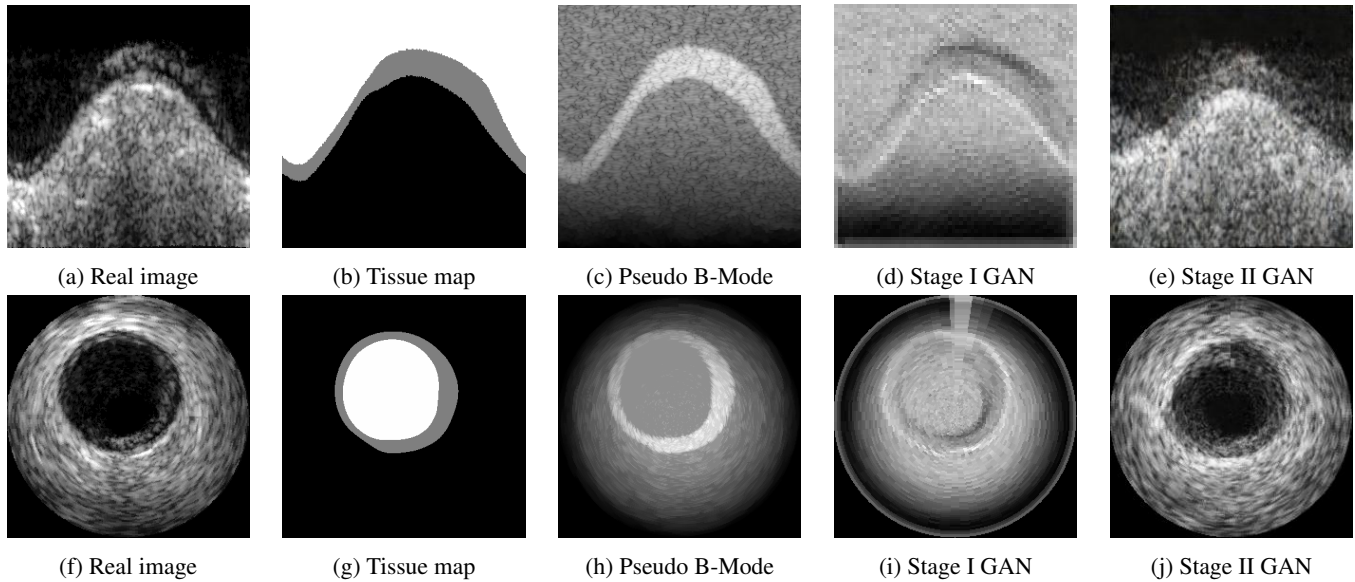 (a) Real image
(b) Tissue map
(c) Pseudo B-Mode
(d) Stage I GAN
(e) Stage II GAN
(f) Real image
(g) Tissue map
(h) Pseudo B-Mode
(i) Stage I GAN
(j) Stage II GAN